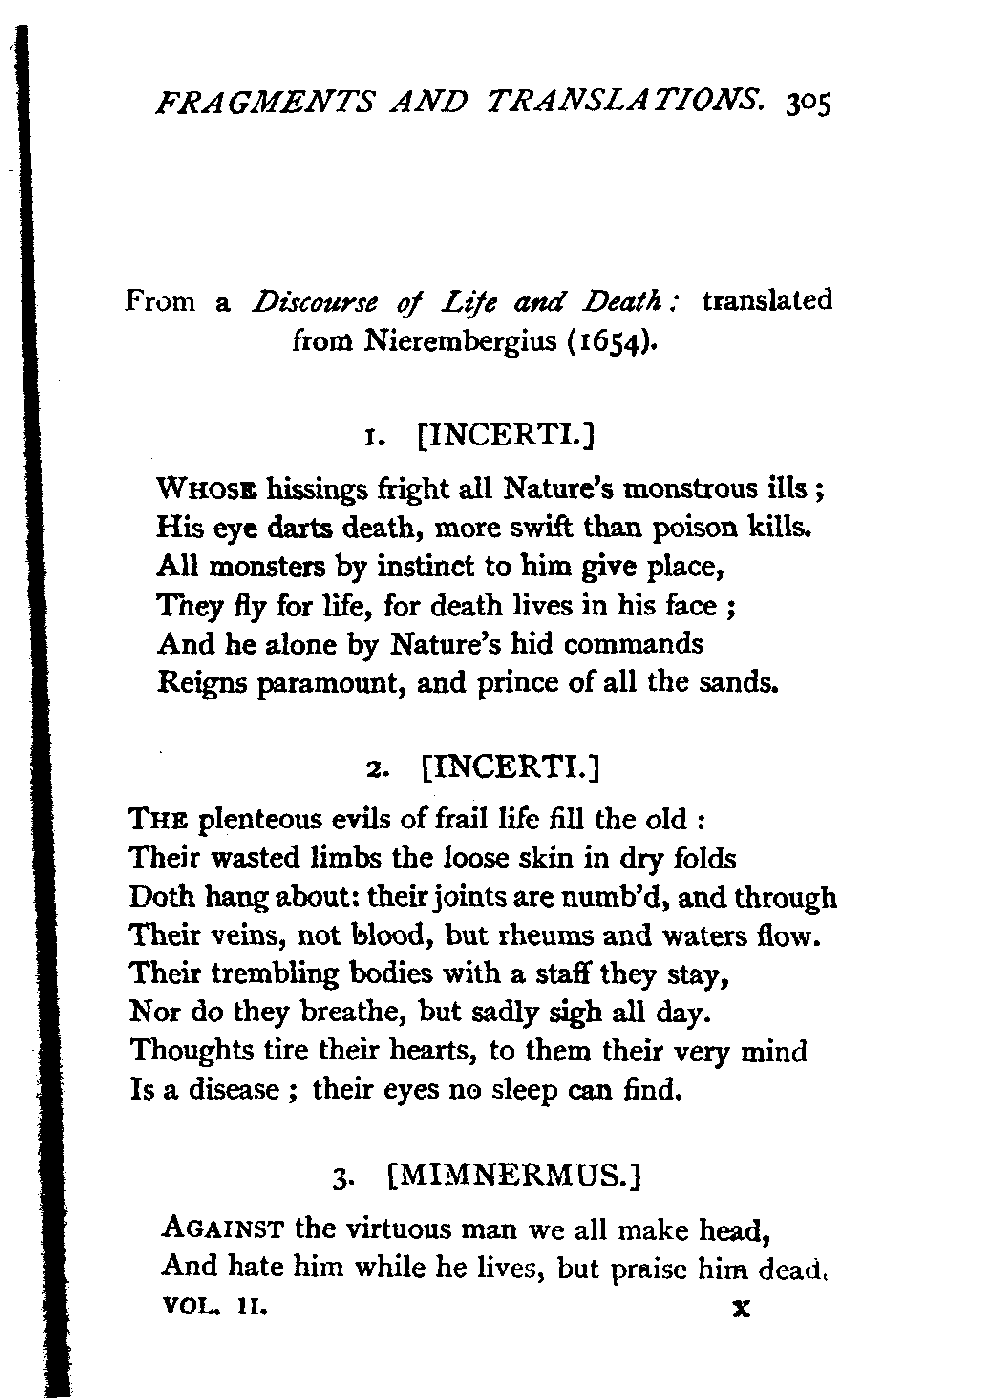 FRAGMENTS AND TRANSLATIONS. 305
From a Discourse of Life and Death: translated
from Nierembergius (1654).
1. [INCERTI.]
WHOSE hissings fright all Nature's monstrous ills;
His eye darts death, more swift than poison kills.
All monsters by instinct to him give place,
They fly for life, for death lives in his face;
And he alone by Nature's hid commands
Reigns paramount, and prince of all the sands.
2. [INCERTI.]
THE plenteous evils of frail life fill the old:
Their wasted limbs the loose skin in dry folds
Doth hang about: their joints are numb'd, and through
Their veins, not blood, but rheums and waters flow.
Their trembling bodies with a staff they stay,
Nor do they breathe, but sadly sigh all day.
Thoughts tire their hearts, to them their very mind
Is a disease; their eyes no sleep can find.
3. [MIMNERMUS.]
AGAINST the virtuous man we all make head,
And hate him while he lives, but praise him dead.
VOL. II. X